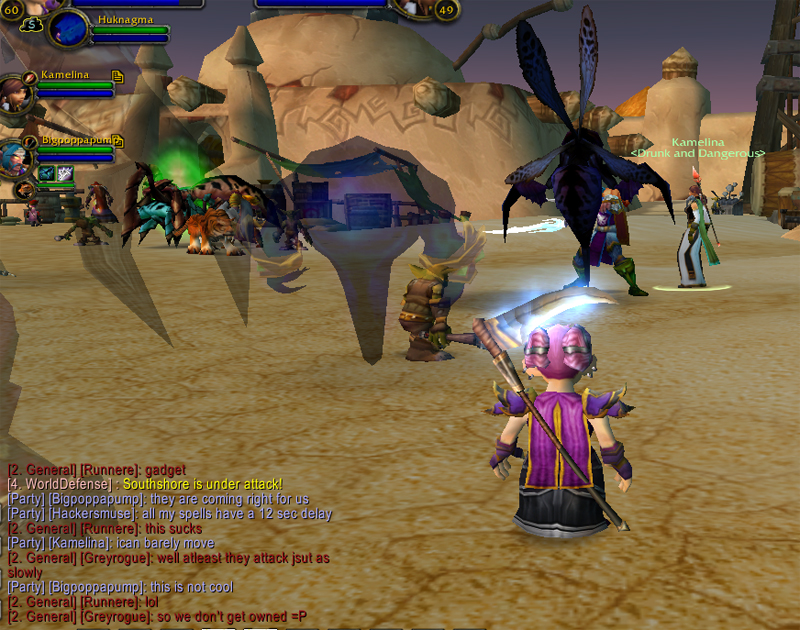 60
49
S
Huknagma
Kamelina
Bigpoppapum
Kamelina
<Drunk and Dangerous>
[2. General] [Runnere]: gadget
[4. WorldDefense] : Southshore is under attack!
[Party] [Bigpoppapump]: they are coming right for us
[Party] [Hackersmuse]: all my spells have a 12 sec delay
[2. General] [Runnere]: this sucks
[Party] [Kamelina]: ican barely move
[2. General] [Greyrogue]: well atleast they attack jsut as
slowly
[Party] [Bigpoppapump]: this is not cool
[2. General] [Runnere]: lol
[2. General] [Greyrogue]: so we don't get owned =P